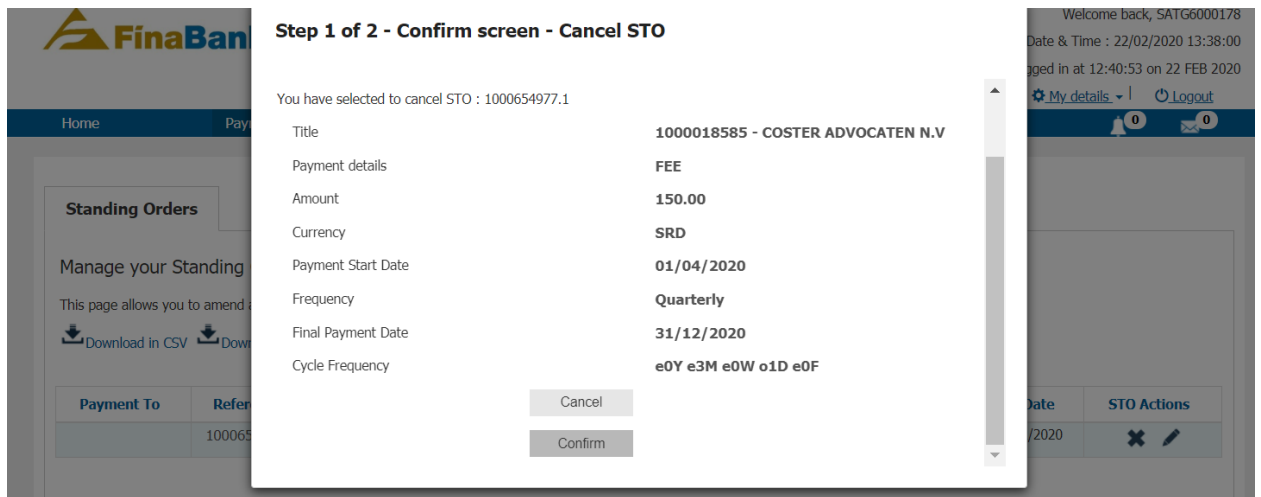 FinaBan
Step 1 of 2 - Confirm screen - Cancel STO
Welcome back, SATG6000178
Date & Time : 22/02/2020 13:38:00
gged in at 12:40:53 on 22 FEB 2020
My details
Logout
Home
Pay
0
0
You have selected to cancel STO : 1000654977.1
Title 1000018585 - COSTER ADVOCATEN N.V
Payment details FEE
Amount 150.00
Currency SRD
Payment Start Date 01/04/2020
Frequency Quarterly
Final Payment Date 31/12/2020
Cycle Frequency e0Y e3M e0W o1D e0F
Cancel
Confirm
Standing Orders
Manage your Standing
This page allows you to amend
Download in CSV
Down
Payment To
Refer
Date
STO Actions
100065
/2020